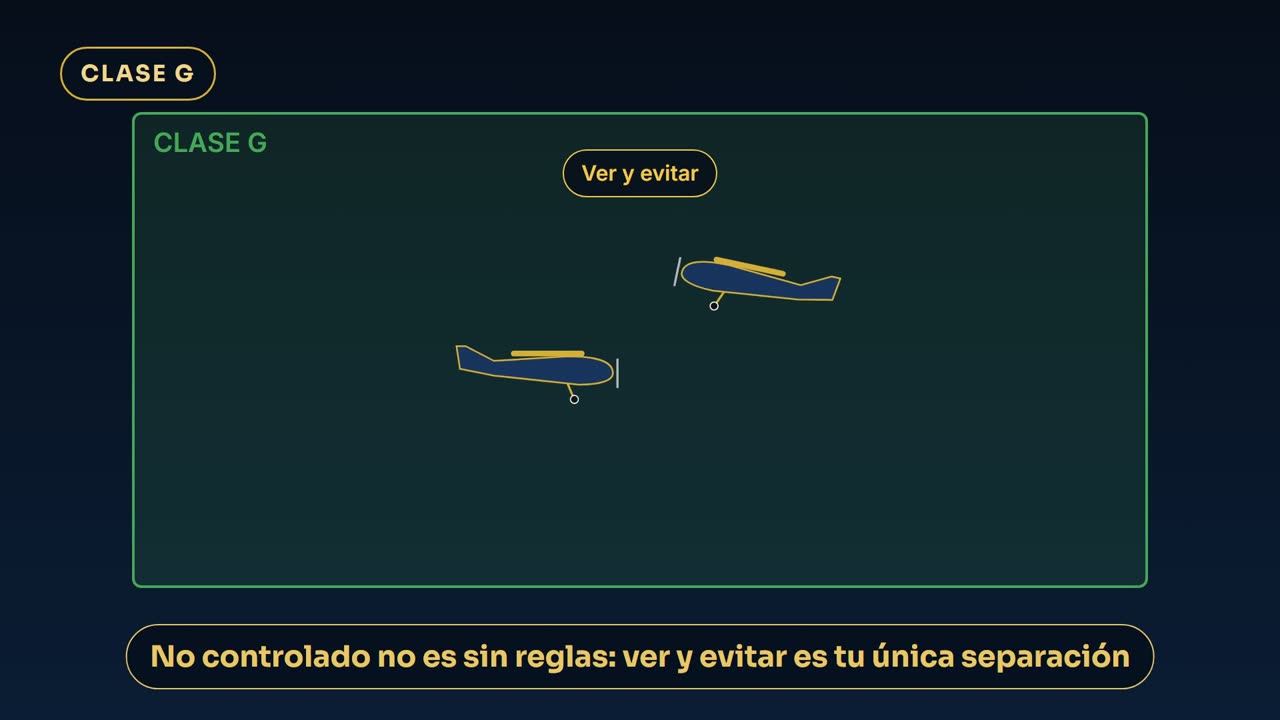 CLASE G
CLASE G
Ver y evitar
No controlado no es sin reglas: ver y evitar es tu única separación